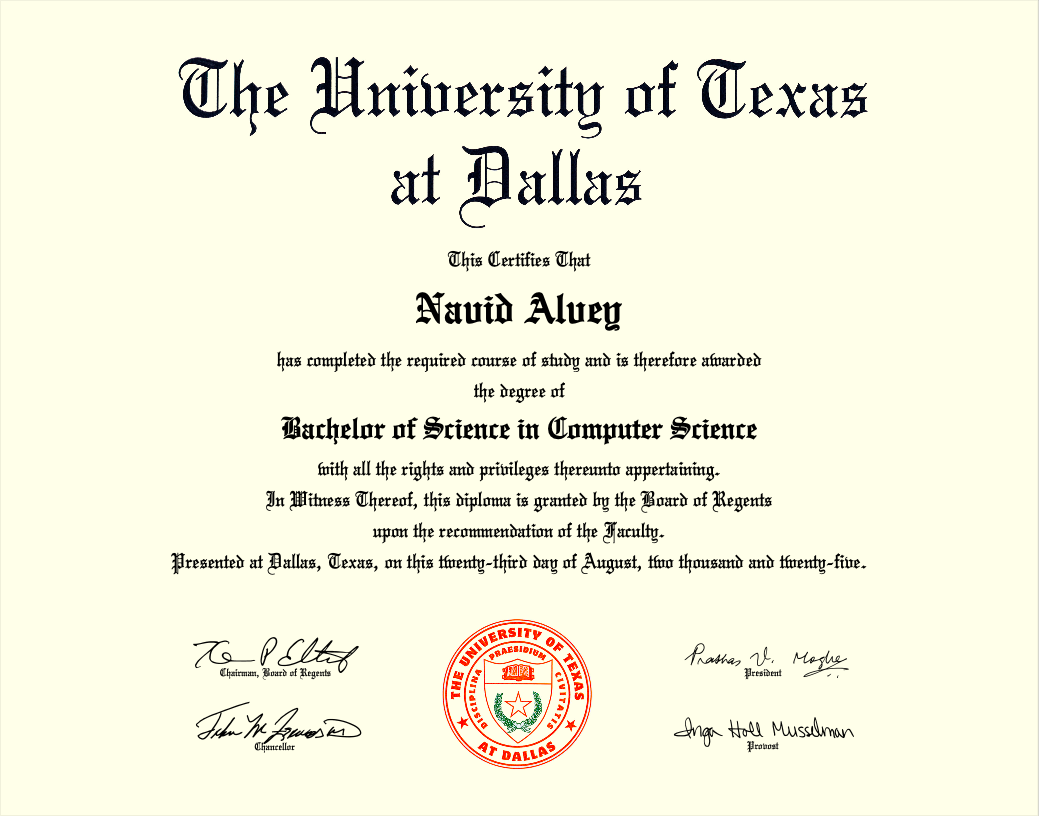 The University of Texas
at Dallas
This Certifies That
Navid Alvey
has completed the required course of study and is therefore awarded
the degree of
Bachelor of Science in Computer Science
with all the rights and privileges thereunto appertaining.
In Witness Thereof, this diploma is granted by the Board of Regents
upon the recommendation of the Faculty.
Presented at Dallas, Texas, on this twenty-third day of August, two thousand and twenty-five.
Chairman, Board of Regents
Chancellor
THE UNIVERSITY OF TEXAS
AT DALLAS
DISCIPLINA PRAESIDIUM CIVITATIS
Prashas V. Moghe
President
Inga Holl Musselman
Provost